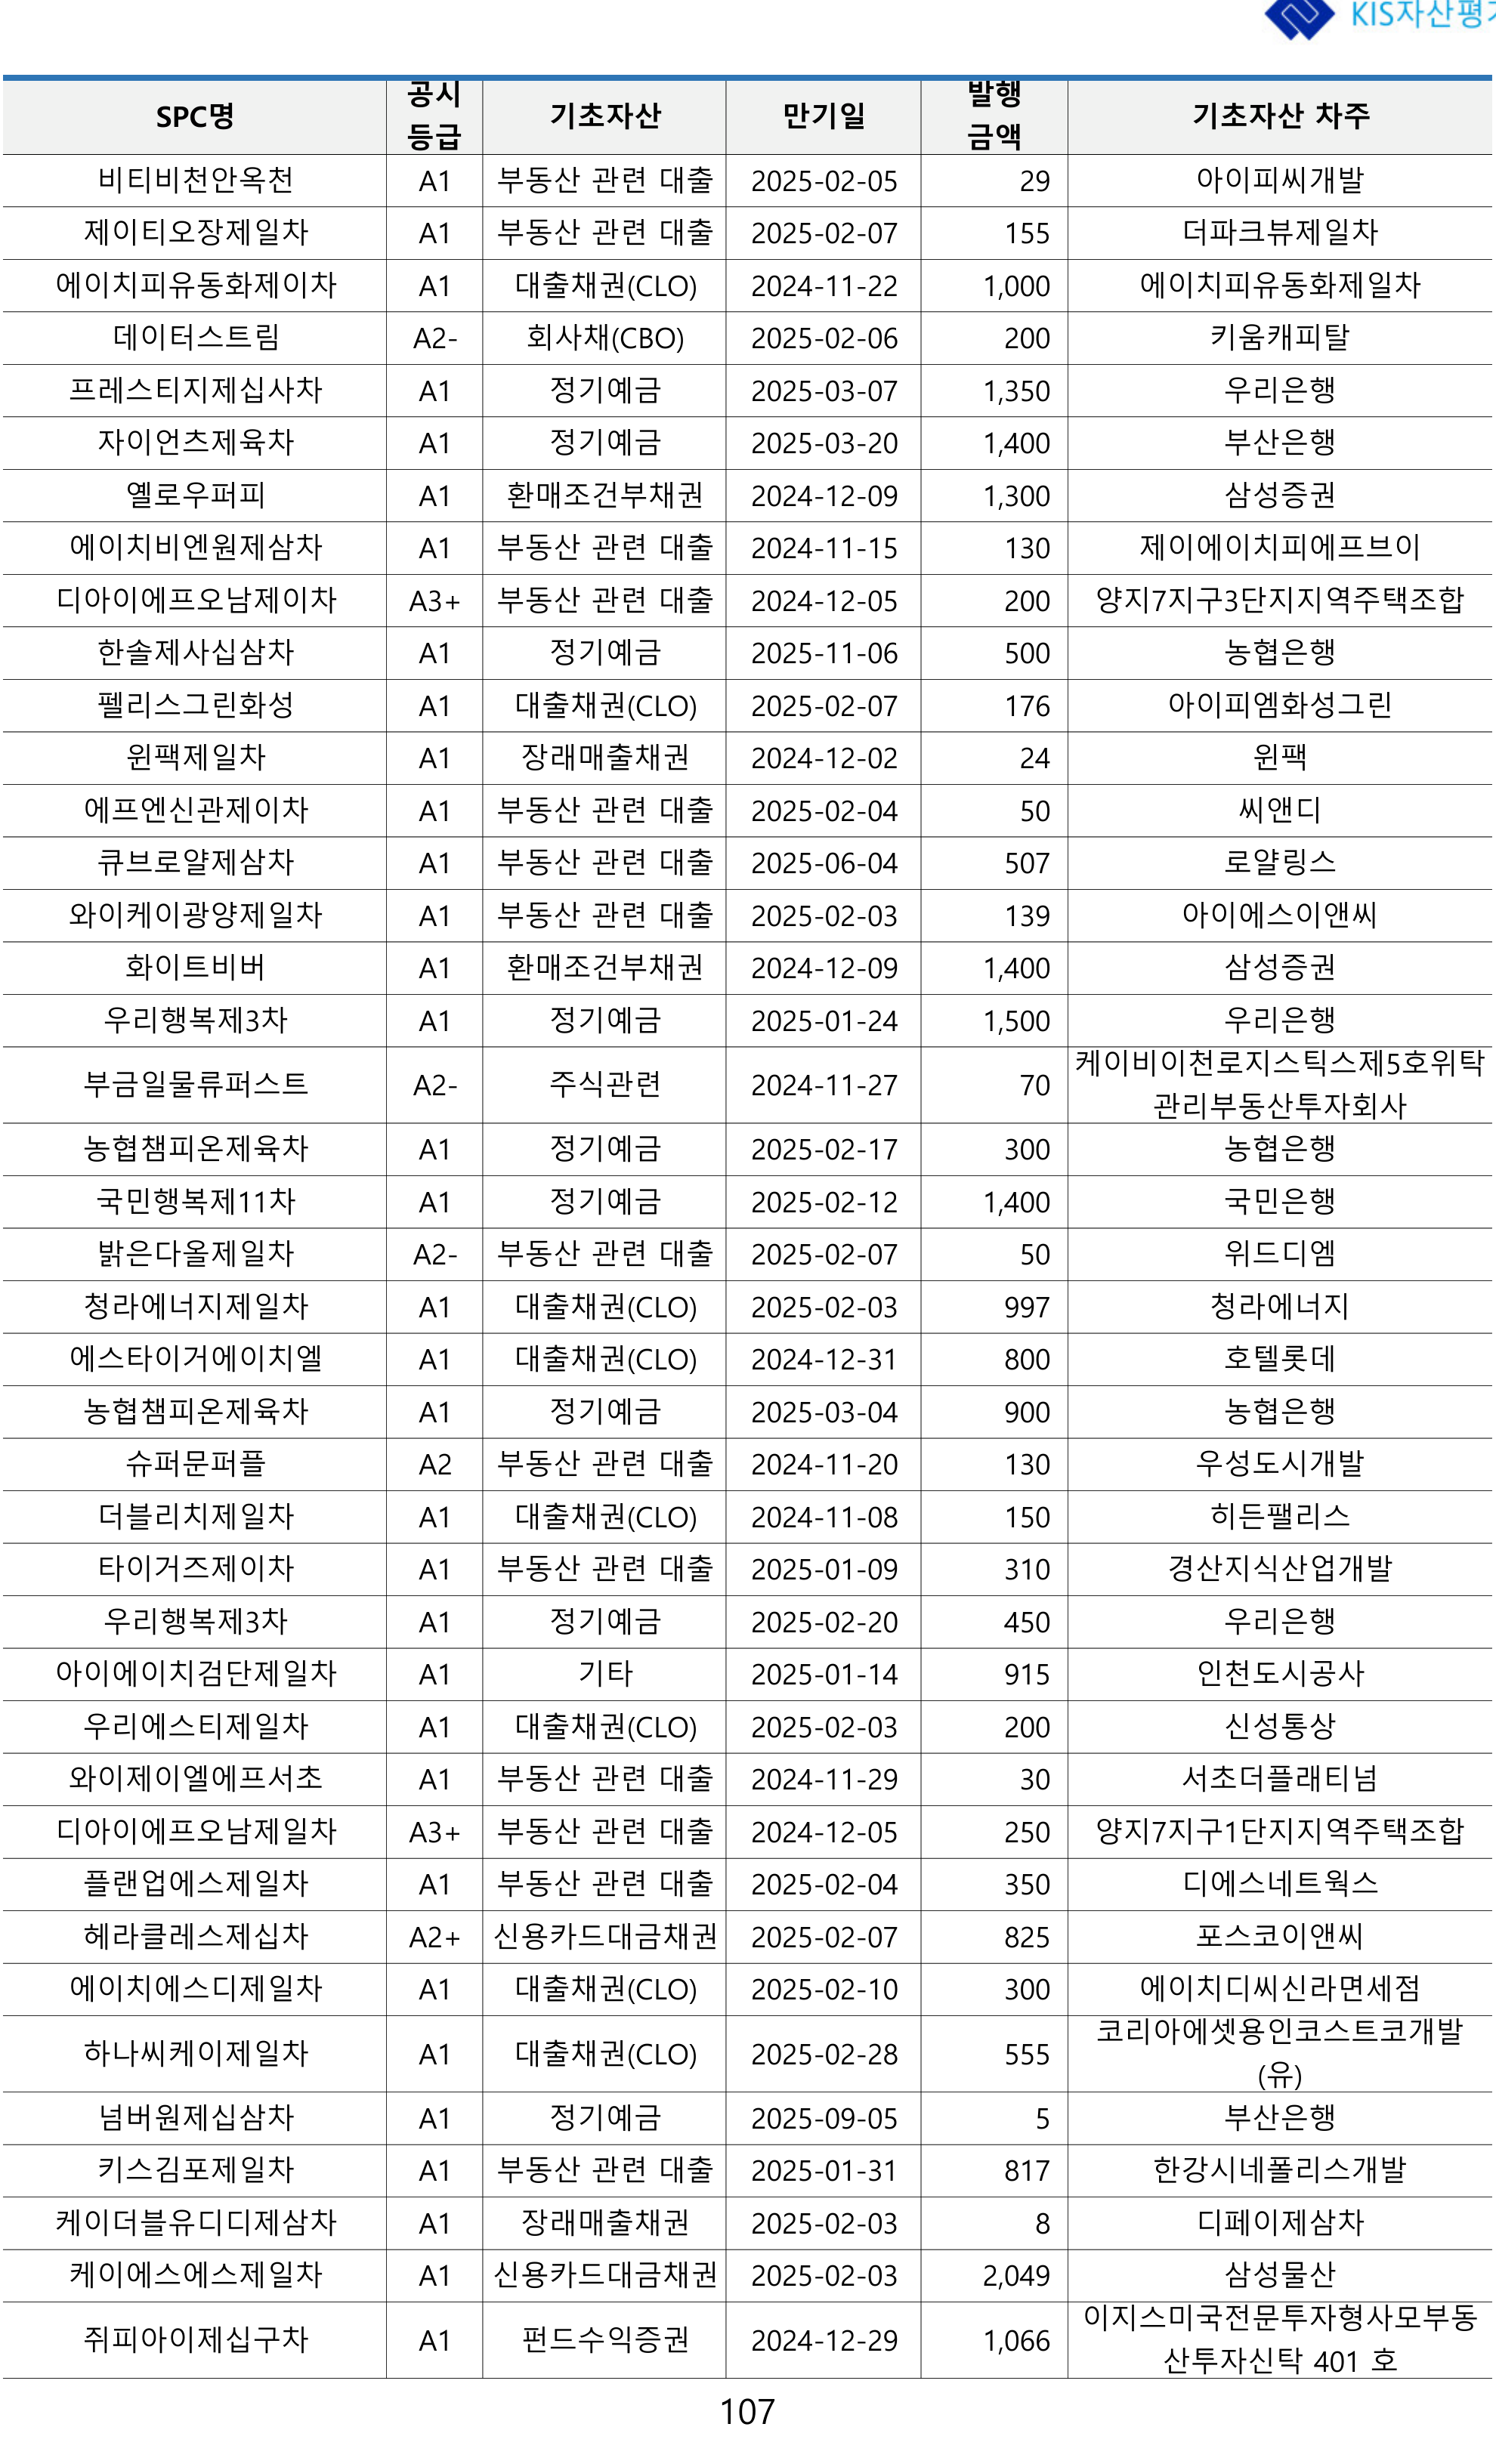 KIS자산평가
SPC명 공시등급 기초자산 만기일 발행금액 기초자산 차주
비티비천안옥천 A1 부동산 관련 대출 2025-02-05 29 아이피씨개발
제이티오장제일차 A1 부동산 관련 대출 2025-02-07 155 더파크뷰제일차
에이치피유동화제이차 A1 대출채권(CLO) 2024-11-22 1,000 에이치피유동화제일차
데이터스트림 A2- 회사채(CBO) 2025-02-06 200 키움캐피탈
프레스티지제십사차 A1 정기예금 2025-03-07 1,350 우리은행
자이언츠제육차 A1 정기예금 2025-03-20 1,400 부산은행
옐로우퍼피 A1 환매조건부채권 2024-12-09 1,300 삼성증권
에이치비엔원제삼차 A1 부동산 관련 대출 2024-11-15 130 제이에이치피에프브이
디아이에프오남제이차 A3+ 부동산 관련 대출 2024-12-05 200 양지7지구3단지지역주택조합
한솔제사십삼차 A1 정기예금 2025-11-06 500 농협은행
펠리스그린화성 A1 대출채권(CLO) 2025-02-07 176 아이피엠화성그린
윈팩제일차 A1 장래매출채권 2024-12-02 24 윈팩
에프엔신관제이차 A1 부동산 관련 대출 2025-02-04 50 씨앤디
큐브로얄제삼차 A1 부동산 관련 대출 2025-06-04 507 로얄링스
와이케이광양제일차 A1 부동산 관련 대출 2025-02-03 139 아이에스이앤씨
화이트비버 A1 환매조건부채권 2024-12-09 1,400 삼성증권
우리행복제3차 A1 정기예금 2025-01-24 1,500 우리은행
부금일물류퍼스트 A2- 주식관련 2024-11-27 70 케이비이천로지스틱스제5호위탁
관리부동산투자회사
농협챔피온제육차 A1 정기예금 2025-02-17 300 농협은행
국민행복제11차 A1 정기예금 2025-02-12 1,400 국민은행
밝은다올제일차 A2- 부동산 관련 대출 2025-02-07 50 위드디엠
청라에너지제일차 A1 대출채권(CLO) 2025-02-03 997 청라에너지
에스타이거에이치엘 A1 대출채권(CLO) 2024-12-31 800 호텔롯데
농협챔피온제육차 A1 정기예금 2025-03-04 900 농협은행
슈퍼문퍼플 A2 부동산 관련 대출 2024-11-20 130 우성도시개발
더블리치제일차 A1 대출채권(CLO) 2024-11-08 150 히든팰리스
타이거즈제이차 A1 부동산 관련 대출 2025-01-09 310 경산지식산업개발
우리행복제3차 A1 정기예금 2025-02-20 450 우리은행
아이에이치검단제일차 A1 기타 2025-01-14 915 인천도시공사
우리에스티제일차 A1 대출채권(CLO) 2025-02-03 200 신성통상
와이제이엘에프서초 A1 부동산 관련 대출 2024-11-29 30 서초더플래티넘
디아이에프오남제일차 A3+ 부동산 관련 대출 2024-12-05 250 양지7지구1단지지역주택조합
플랜업에스제일차 A1 부동산 관련 대출 2025-02-04 350 디에스네트웍스
헤라클레스제십차 A2+ 신용카드대금채권 2025-02-07 825 포스코이앤씨
에이치에스디제일차 A1 대출채권(CLO) 2025-02-10 300 에이치디씨신라면세점
하나씨케이제일차 A1 대출채권(CLO) 2025-02-28 555 코리아에셋용인코스트코개발
(유)
넘버원제십삼차 A1 정기예금 2025-09-05 5 부산은행
키스김포제일차 A1 부동산 관련 대출 2025-01-31 817 한강시네폴리스개발
케이더블유디디제삼차 A1 장래매출채권 2025-02-03 8 디페이제삼차
케이에스에스제일차 A1 신용카드대금채권 2025-02-03 2,049 삼성물산
쥐피아이제십구차 A1 펀드수익증권 2024-12-29 1,066 이지스미국전문투자형사모부동
산투자신탁 401 호
107